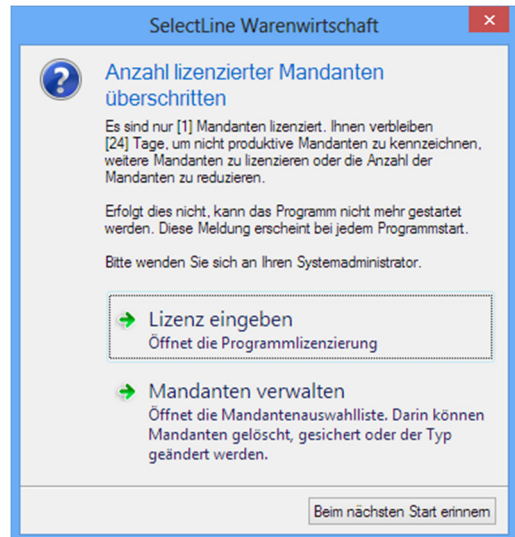 SelectLine Warenwirtschaft
Anzahl lizenzierter Mandanten
überschritten
Es sind nur [1] Mandanten lizenziert. Ihnen verbleiben
[24] Tage, um nicht produktive Mandanten zu kennzeichnen,
weitere Mandanten zu lizenzieren oder die Anzahl der
Mandanten zu reduzieren.
Erfolgt dies nicht, kann das Programm nicht mehr gestartet
werden. Diese Meldung erscheint bei jedem Programmstart.
Bitte wenden Sie sich an Ihren Systemadministrator.
Lizenz eingeben
Öffnet die Programmlizenzierung
Mandanten verwalten
Öffnet die Mandantenauswahlliste. Darin können
Mandanten gelöscht, gesichert oder der Typ
geändert werden.
Beim nächsten Start erinnern